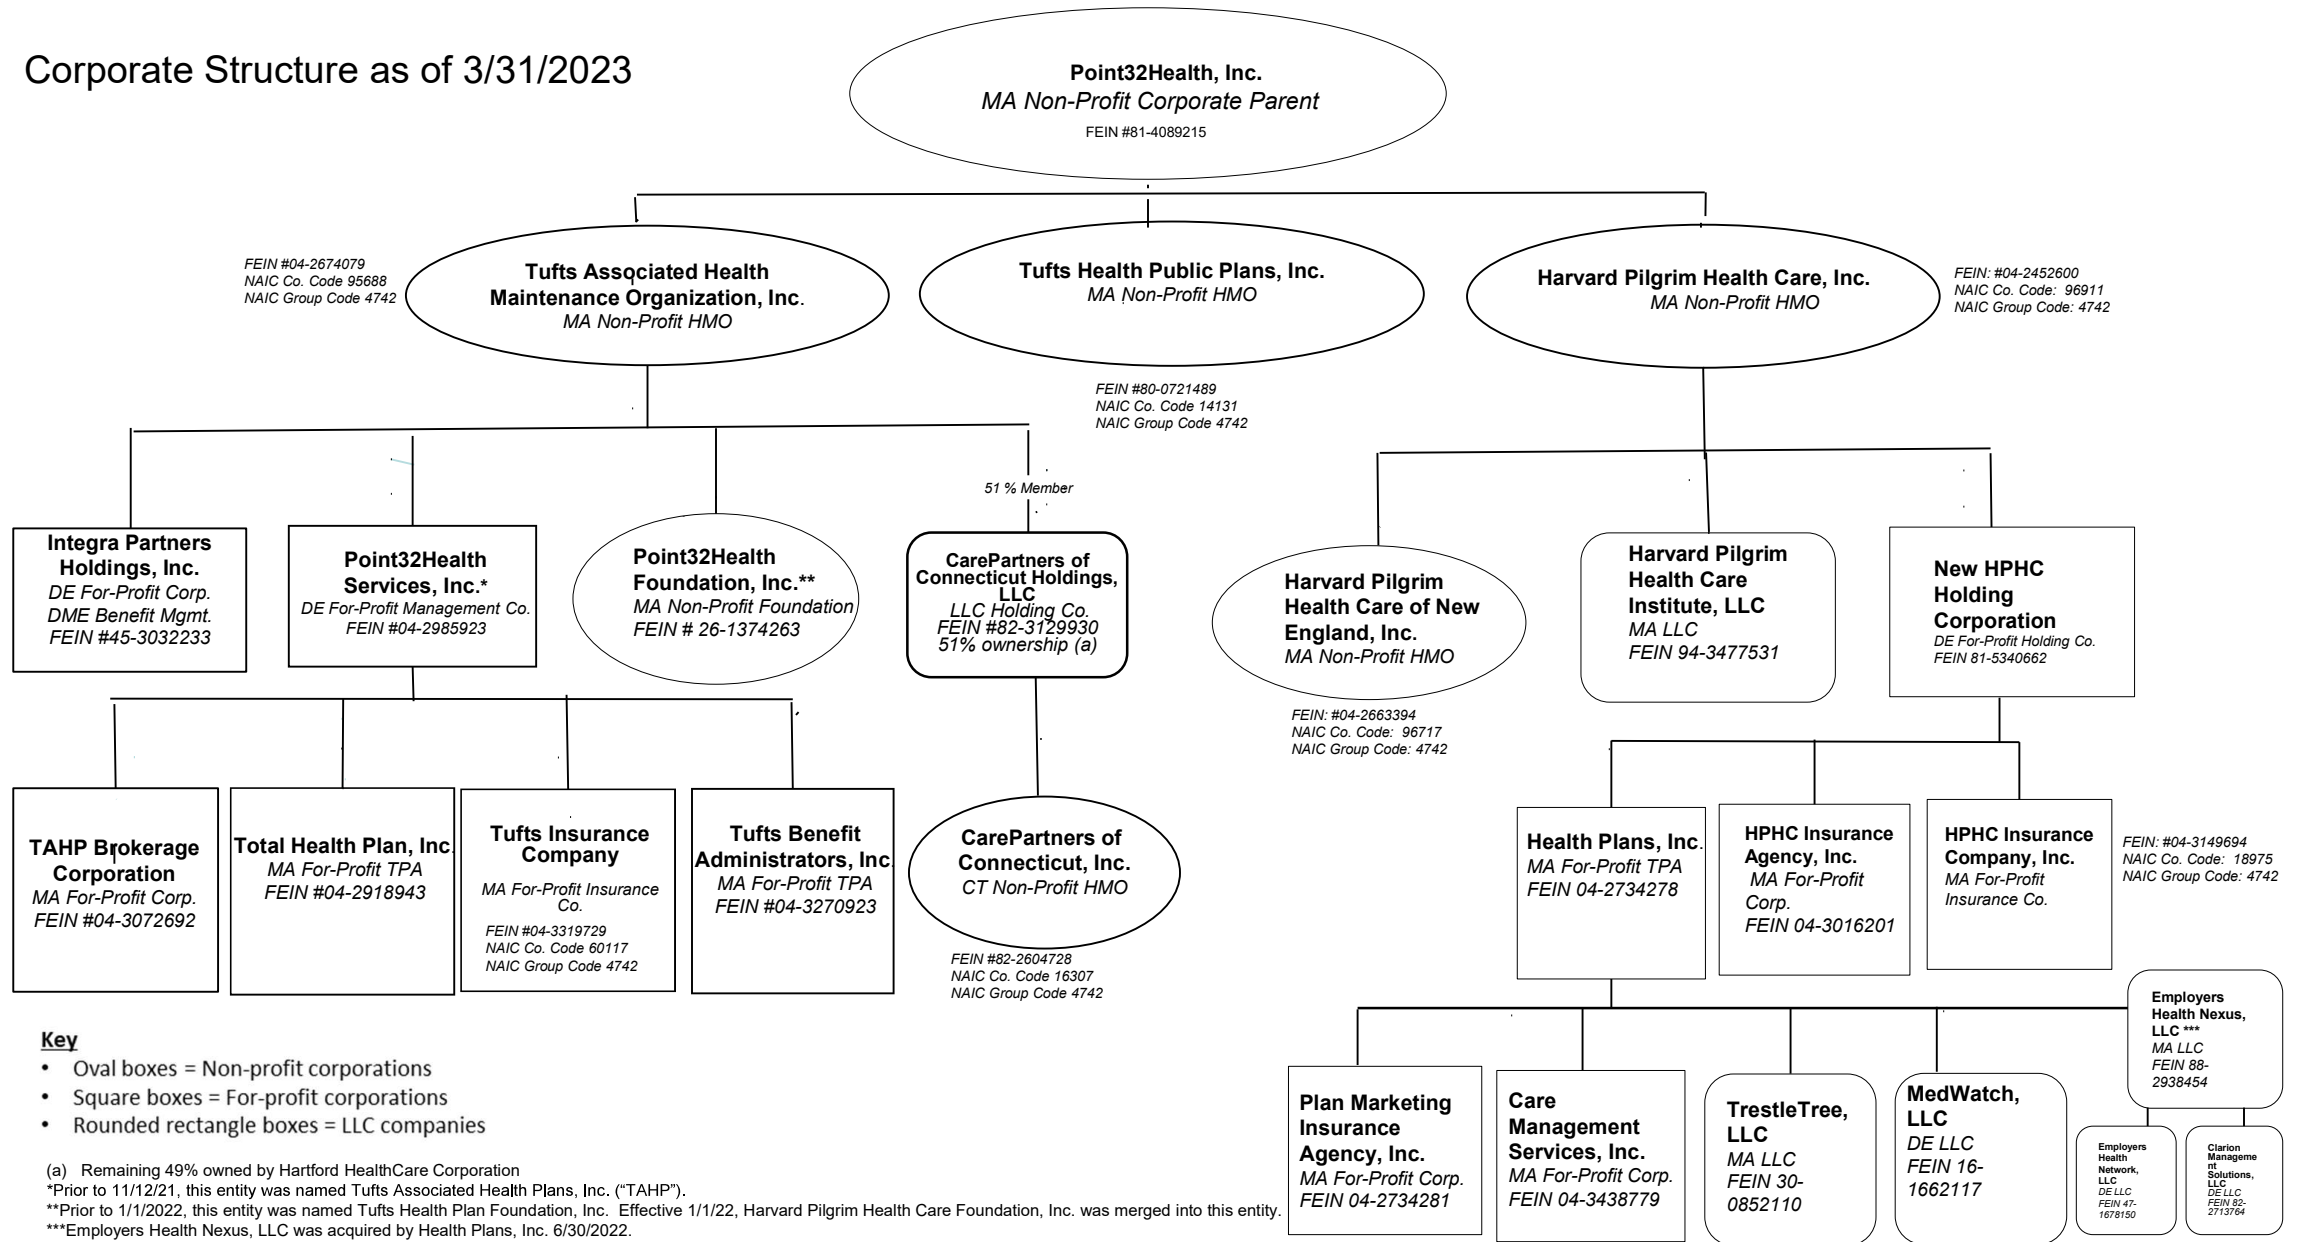 Corporate Structure as of 3/31/2023
Point32Health, Inc.
MA Non-Profit Corporate Parent
FEIN #81-4089215
FEIN #04-2674079
NAIC Co. Code 95688
NAIC Group Code 4742
Tufts Associated Health
Maintenance Organization, Inc.
MA Non-Profit HMO
Tufts Health Public Plans, Inc.
MA Non-Profit HMO
FEIN #80-0721489
NAIC Co. Code 14131
NAIC Group Code 4742
Harvard Pilgrim Health Care, Inc.
MA Non-Profit HMO
FEIN: #04-2452600
NAIC Co. Code: 96911
NAIC Group Code: 4742
51 % Member
Integra Partners
Holdings, Inc.
DE For-Profit Corp.
DME Benefit Mgmt.
FEIN #45-3032233
Point32Health
Services, Inc.*
DE For-Profit Management Co.
FEIN #04-2985923
Point32Health
Foundation, Inc.**
MA Non-Profit Foundation
FEIN # 26-1374263
CarePartners of
Connecticut Holdings,
LLC
LLC Holding Co.
FEIN #82-3129930
51% ownership (a)
Harvard Pilgrim
Health Care of New
England, Inc.
MA Non-Profit HMO
FEIN: #04-2663394
NAIC Co. Code: 96717
NAIC Group Code: 4742
Harvard Pilgrim
Health Care
Institute, LLC
MA LLC
FEIN 94-3477531
New HPHC
Holding
Corporation
DE For-Profit Holding Co.
FEIN 81-5340662
TAHP Brokerage
Corporation
MA For-Profit Corp.
FEIN #04-3072692
Total Health Plan, Inc.
MA For-Profit TPA
FEIN #04-2918943
Tufts Insurance
Company
MA For-Profit Insurance
Co.
FEIN #04-3319729
NAIC Co. Code 60117
NAIC Group Code 4742
Tufts Benefit
Administrators, Inc.
MA For-Profit TPA
FEIN #04-3270923
CarePartners of
Connecticut, Inc.
CT Non-Profit HMO
FEIN #82-2604728
NAIC Co. Code 16307
NAIC Group Code 4742
Health Plans, Inc.
MA For-Profit TPA
FEIN 04-2734278
HPHC Insurance
Agency, Inc.
MA For-Profit
Corp.
FEIN 04-3016201
HPHC Insurance
Company, Inc.
MA For-Profit
Insurance Co.
FEIN: #04-3149694
NAIC Co. Code: 18975
NAIC Group Code: 4742
Plan Marketing
Insurance
Agency, Inc.
MA For-Profit Corp.
FEIN 04-2734281
Care
Management
Services, Inc.
MA For-Profit Corp.
FEIN 04-3438779
TrestleTree,
LLC
MA LLC
FEIN 30-
0852110
MedWatch,
LLC
DE LLC
FEIN 16-
1662117
Employers
Health Nexus,
LLC ***
MA LLC
FEIN 88-
2938454
Employers
Health
Network,
LLC
DE LLC
FEIN 47-
1678150
Clarion
Manageme
nt
Solutions,
LLC
DE LLC
FEIN 82-
2713764
Key
• Oval boxes = Non-profit corporations
• Square boxes = For-profit corporations
• Rounded rectangle boxes = LLC companies
(a) Remaining 49% owned by Hartford HealthCare Corporation
*Prior to 11/12/21, this entity was named Tufts Associated Health Plans, Inc. (“TAHP”).
**Prior to 1/1/2022, this entity was named Tufts Health Plan Foundation, Inc. Effective 1/1/22, Harvard Pilgrim Health Care Foundation, Inc. was merged into this entity.
***Employers Health Nexus, LLC was acquired by Health Plans, Inc. 6/30/2022.